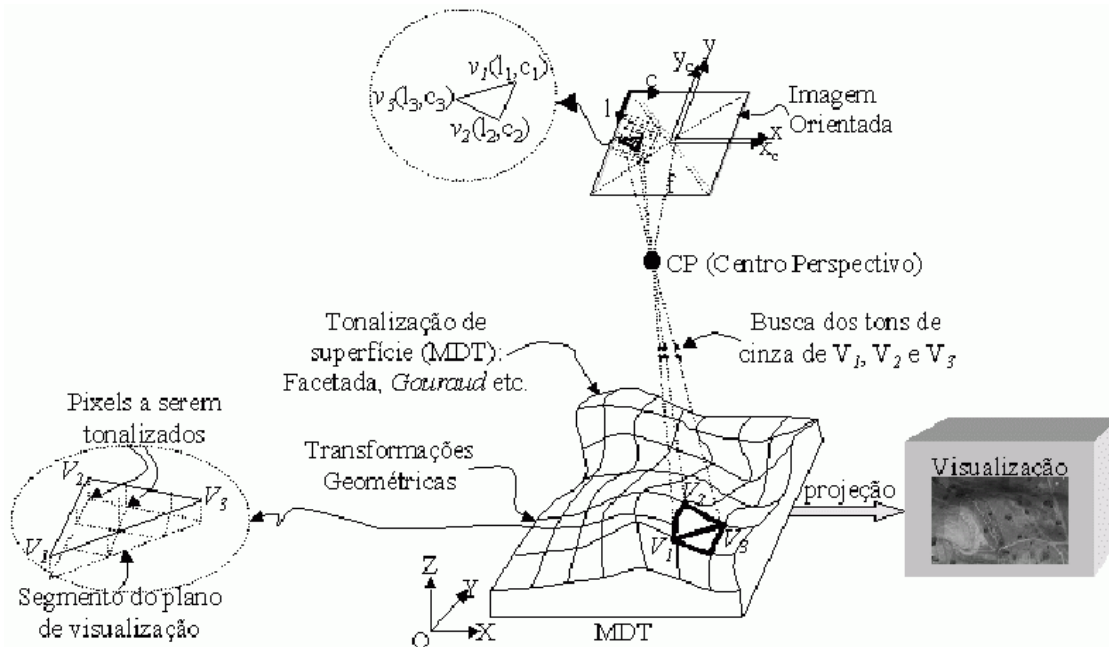 v1(l1,c1)
v3(l3,c3)
v2(l2,c2)
c
l
y
yc
x
xc
f
Imagem
Orientada
CP (Centro Perspectivo)
Tonalização de
superfície (MDT):
Facetada, Gouraud etc.
Busca dos tons de
cinza de V1, V2 e V3
Pixels a serem
tonalizados
V2
V3
V1
Segmento do plano
de visualização
Transformações
Geométricas
V2
V1
V3
Z
Y
X
O
MDT
projeção
Visualização